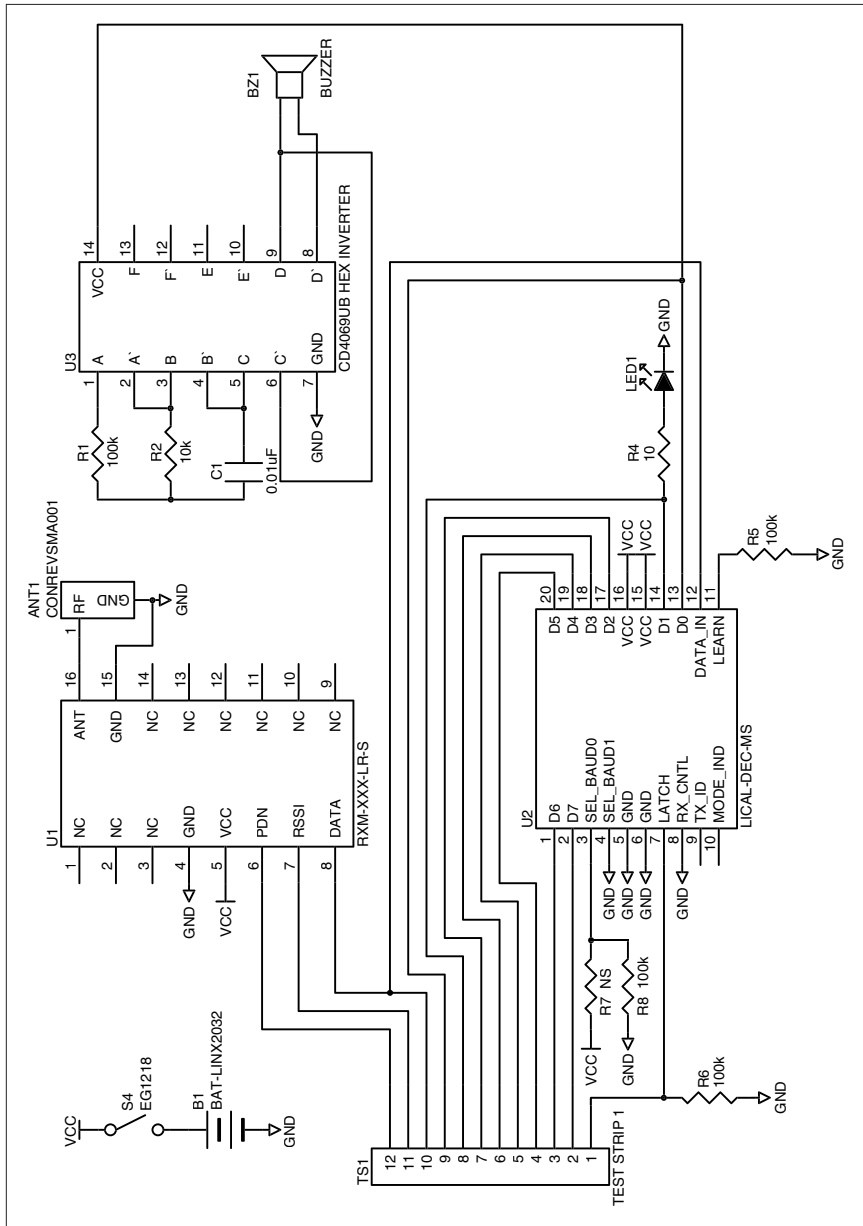 VCC
S4
EG1218
B1
BAT-LINX2032
GND
TS1
12
11
10
9
8
7
6
5
4
3
2
1
TEST STRIP 1
R6
100k
GND
U1
1 NC
2 NC
3 NC
4 GND
5 VCC
6 PDN
7 RSSI
8 DATA
GND
VCC
ANT 16
GND 15
NC 14
NC 13
NC 12
NC 11
NC 10
NC 9
RXM-XXX-LR-S
ANT1
CONREVSMA001
1
RF
GND
GND
U3
1 A
2 A`
3 B
4 B`
5 C
6 C`
7 GND
VCC 14
F 13
F` 12
E 11
E` 10
D 9
D` 8
CD4069UB HEX INVERTER
R1
100k
R2
10k
C1
0.01uF
GND
BZ1
BUZZER
U2
1 D6
2 D7
3 SEL_BAUD0
4 SEL_BAUD1
5 GND
6 GND
7 LATCH
8 RX_CNTL
9 TX_ID
10 MODE_IND
D5 20
D4 19
D3 18
D2 17
VCC 16
VCC 15
D1 14
D0 13
DATA_IN 12
LEARN 11
LICAL-DEC-MS
GND
GND
GND
GND
VCC
R7 NS
R8 100k
GND
VCC
VCC
R4
10
LED1
GND
R5
100k
GND